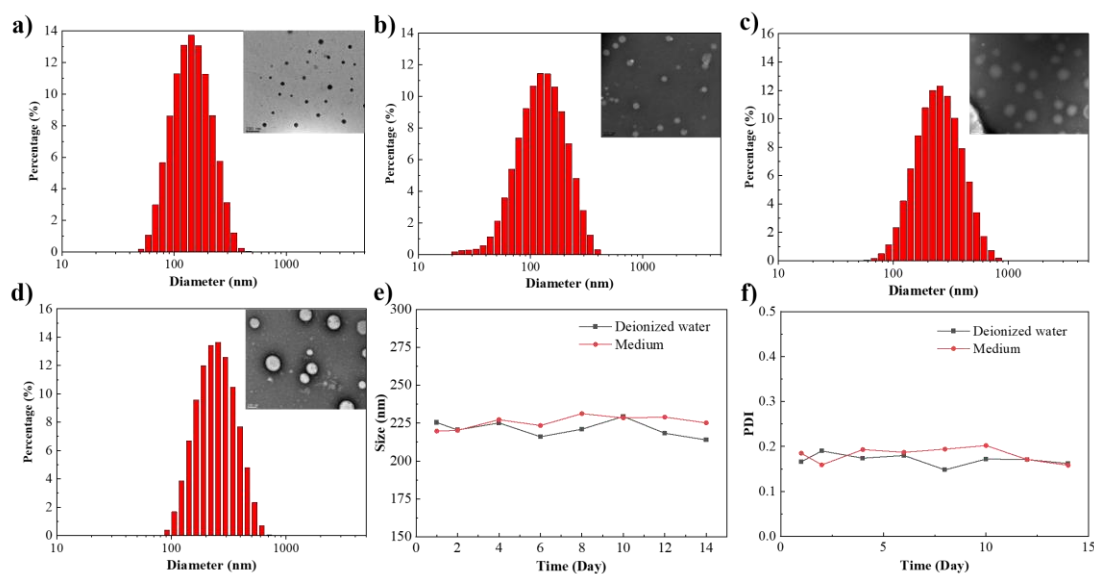 a)
14
12
10
8
6
4
2
0
Percentage (%)
10 100 1000
Diameter (nm)
b)
14
12
10
8
6
4
2
0
Percentage (%)
10 100 1000
Diameter (nm)
c)
16
14
12
10
8
6
4
2
0
Percentage (%)
10 100 1000
Diameter (nm)
d)
16
14
12
10
8
6
4
2
0
Percentage (%)
10 100 1000
Diameter (nm)
e)
300
275
250
225
200
175
150
Size (nm)
Deionized water
Medium
2 4 6 8 10 12 14
Time (Day)
f)
0.5
0.4
0.3
0.2
0.1
0.0
PDI
Deionized water
Medium
5 10 15
Time (Day)